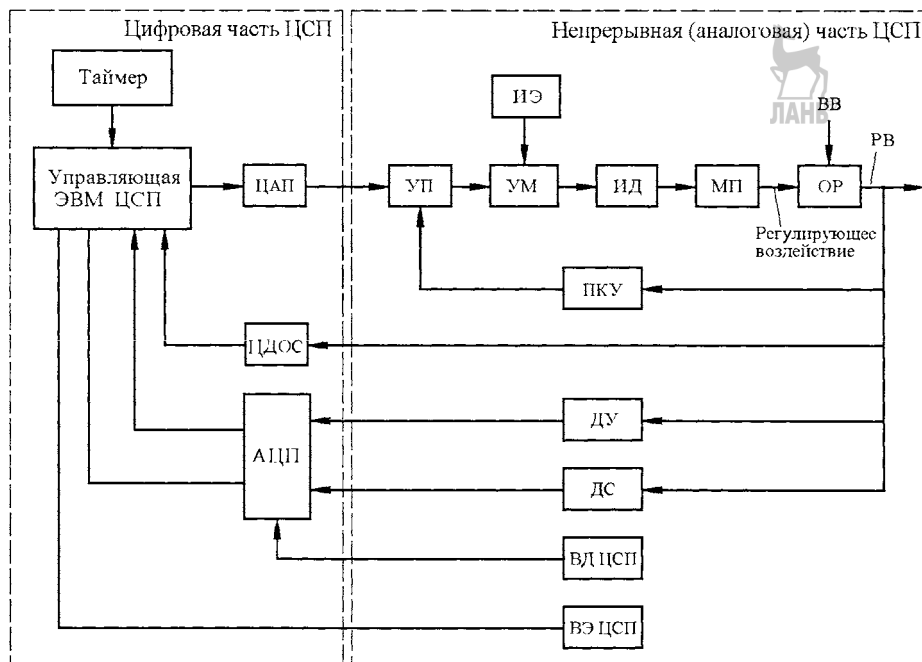 Цифровая часть ЦСП
Непрерывная (аналоговая) часть ЦСП
Таймер
ИЭ
ЛАНЬ
ВВ
РВ
Управляющая
ЭВМ ЦСП
ЦАП
УП
УМ
ИД
МП
ОР
Регулирующее
воздействие
ПКУ
ЦДОС
АЦП
ДУ
ДС
ВД ЦСП
ВЭ ЦСП